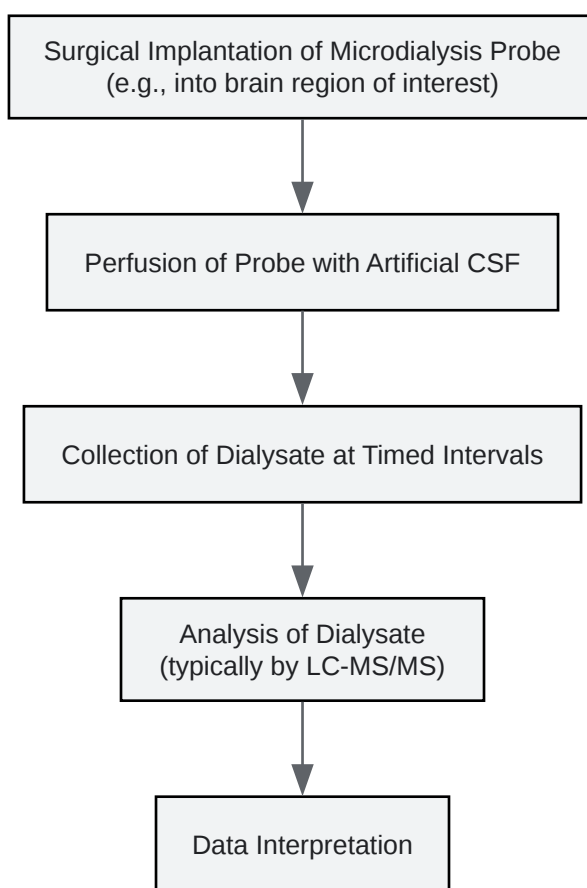 Surgical Implantation of Microdialysis Probe
(e.g., into brain region of interest)
Perfusion of Probe with Artificial CSF
Collection of Dialysate at Timed Intervals
Analysis of Dialysate
(typically by LC-MS/MS)
Data Interpretation